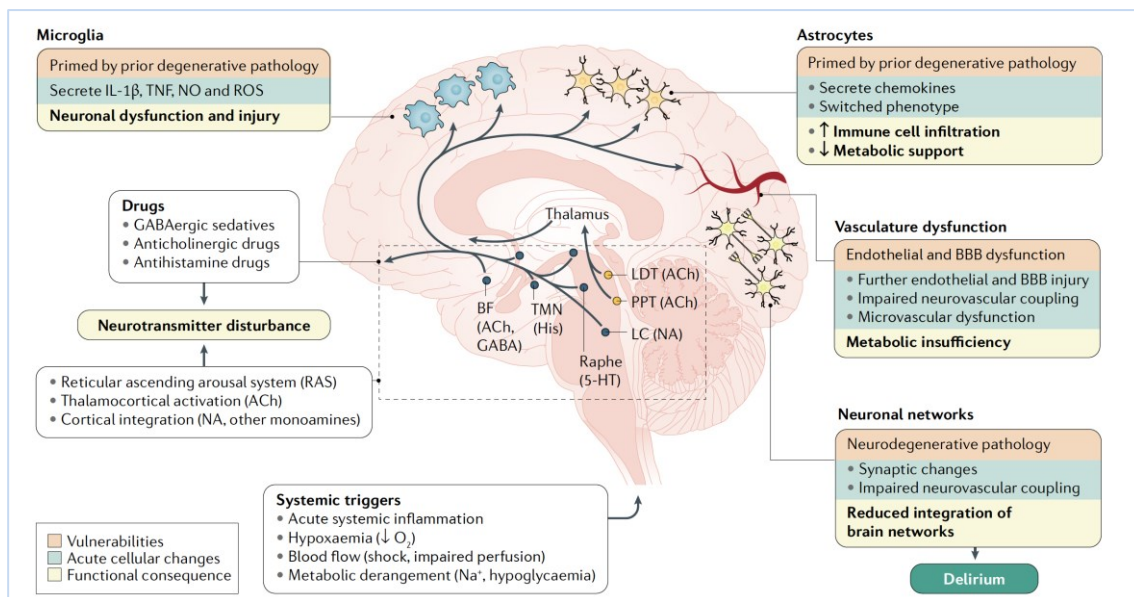 Microglia
Primed by prior degenerative pathology
Secrete IL-1β, TNF, NO and ROS
Neuronal dysfunction and injury
Astrocytes
Primed by prior degenerative pathology
• Secrete chemokines
• Switched phenotype
• ↑ Immune cell infiltration
• ↓ Metabolic support
Drugs
• GABAergic sedatives
• Anticholinergic drugs
• Antihistamine drugs
Neurotransmitter disturbance
• Reticular ascending arousal system (RAS)
• Thalamocortical activation (ACh)
• Cortical integration (NA, other monoamines)
Thalamus
LDT (ACh)
PPT (ACh)
LC (NA)
BF
(ACh,
GABA)
TMN
(His)
Raphe
(5-HT)
Vasculature dysfunction
Endothelial and BBB dysfunction
• Further endothelial and BBB injury
• Impaired neurovascular coupling
• Microvascular dysfunction
Metabolic insufficiency
Neuronal networks
Neurodegenerative pathology
• Synaptic changes
• Impaired neurovascular coupling
Reduced integration of
brain networks
Delirium
Systemic triggers
• Acute systemic inflammation
• Hypoxaemia (↓ O₂)
• Blood flow (shock, impaired perfusion)
• Metabolic derangement (Na⁺, hypoglycaemia)
Vulnerabilities
Acute cellular changes
Functional consequence